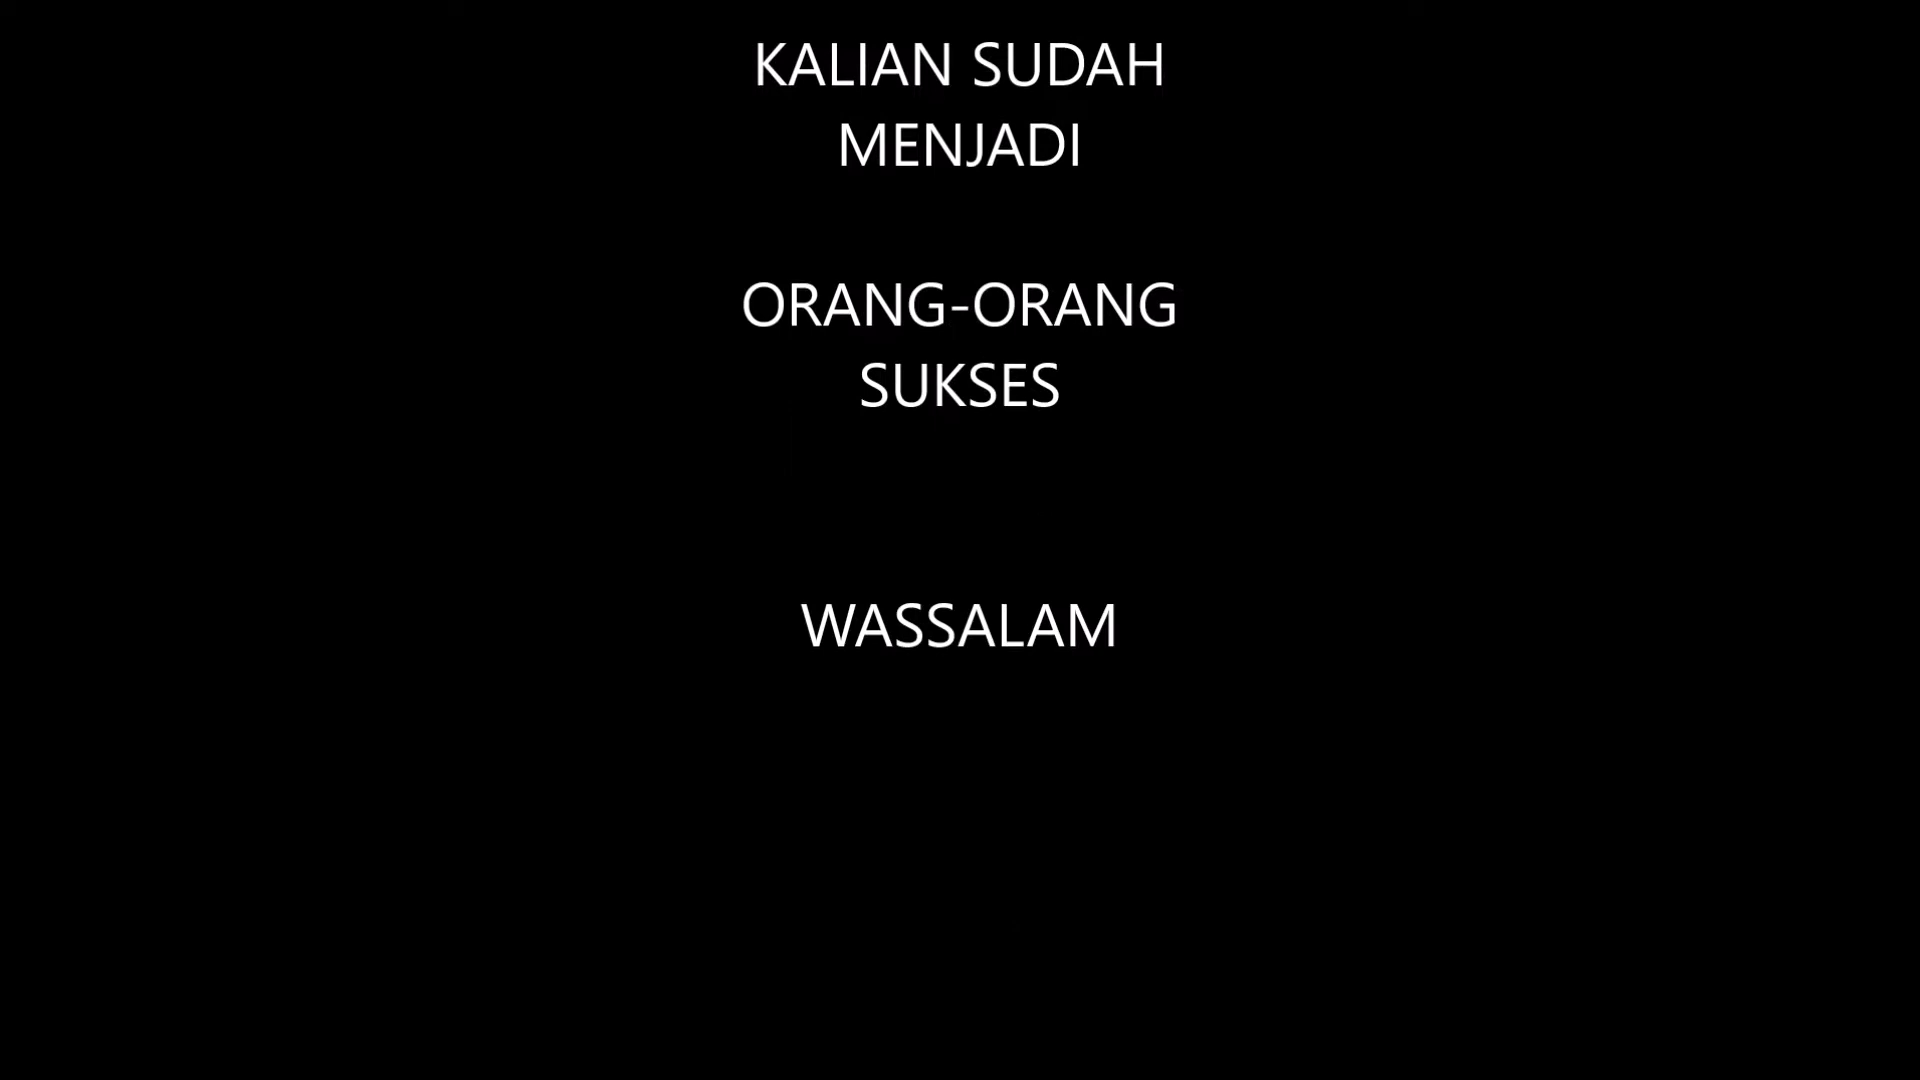 KALIAN SUDAH
MENJADI
ORANG-ORANG
SUKSES
WASSALAM